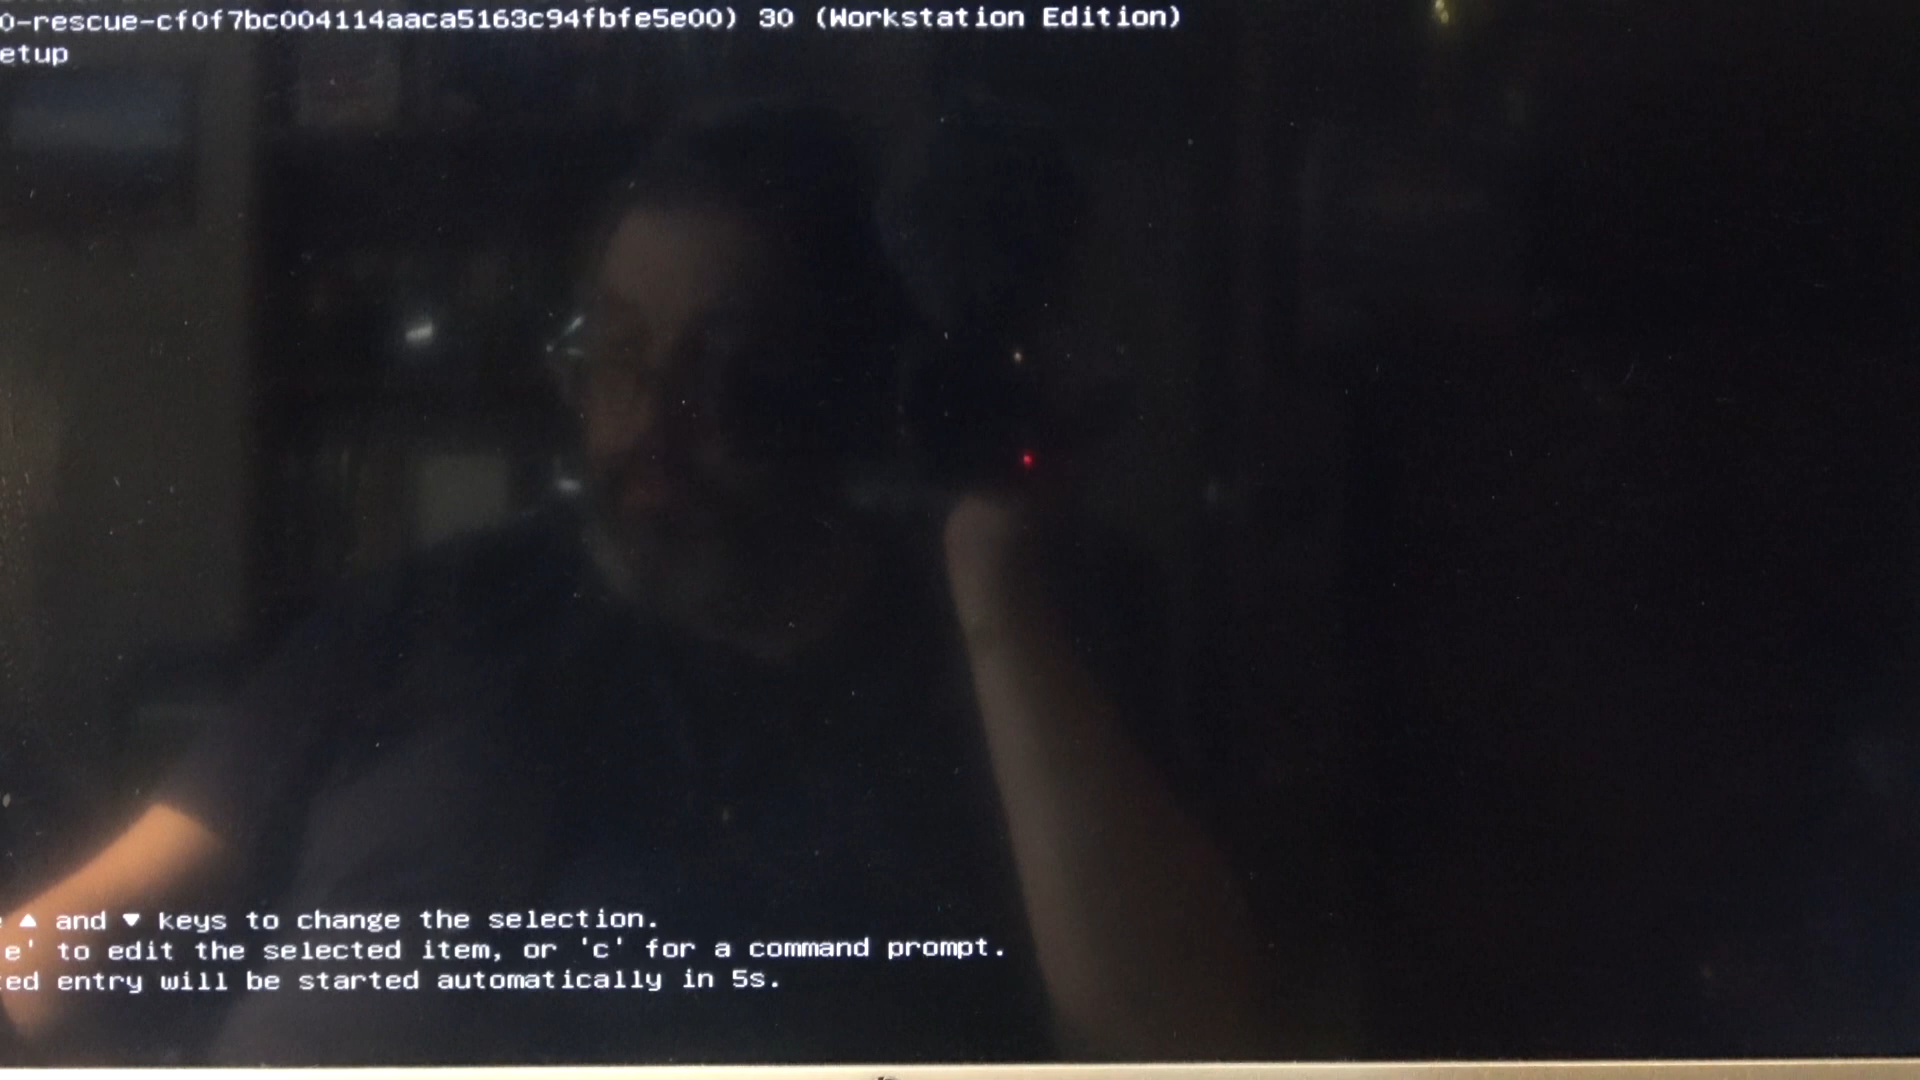 0-rescue-cf0f7bc004114aaca5163c94fbfe5e00) 30 (Workstation Edition)
etup
▲ and ▼ keys to change the selection.
e' to edit the selected item, or 'c' for a command prompt.
ed entry will be started automatically in 5s.